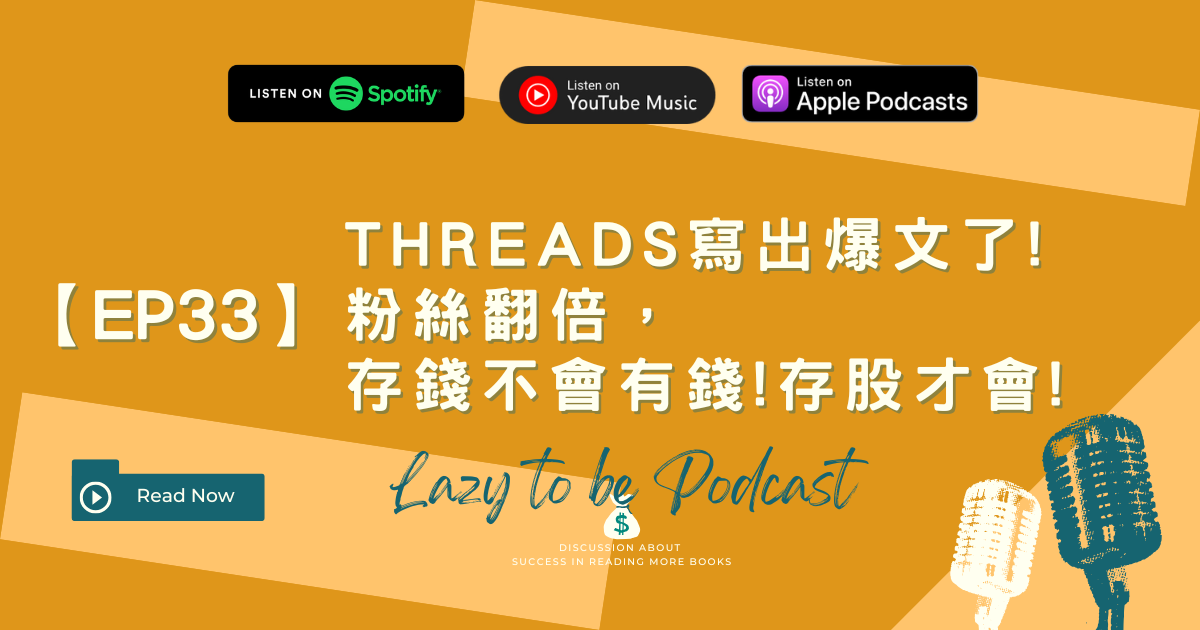 LISTEN ON Spotify
Listen on
YouTube Music
Listen on
Apple Podcasts
THREADS寫出爆文了!
【EP33】
粉絲翻倍，
存錢不會有錢!存股才會!
Read Now
Lazy to be Podcast
$
DISCUSSION ABOUT
SUCCESS IN READING MORE BOOKS